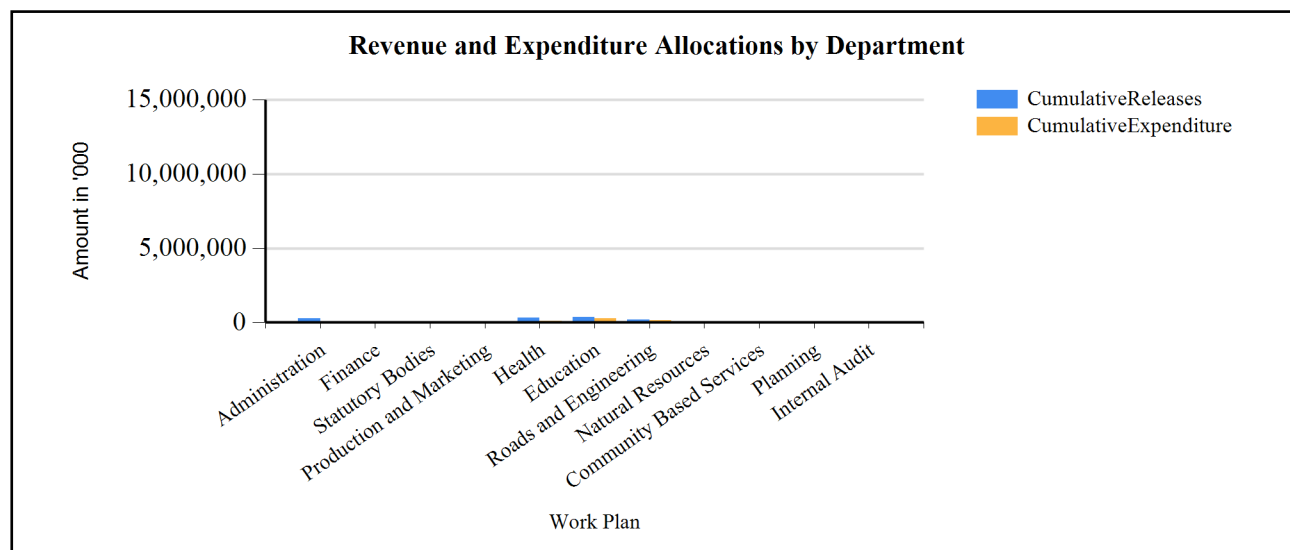 Revenue and Expenditure Allocations by Department
CumulativeReleases
CumulativeExpenditure
Amount in '000
15,000,000
10,000,000
5,000,000
0
Administration
Finance
Statutory Bodies
Production and Marketing
Health
Education
Roads and Engineering
Natural Resources
Community Based Services
Planning
Internal Audit
Work Plan